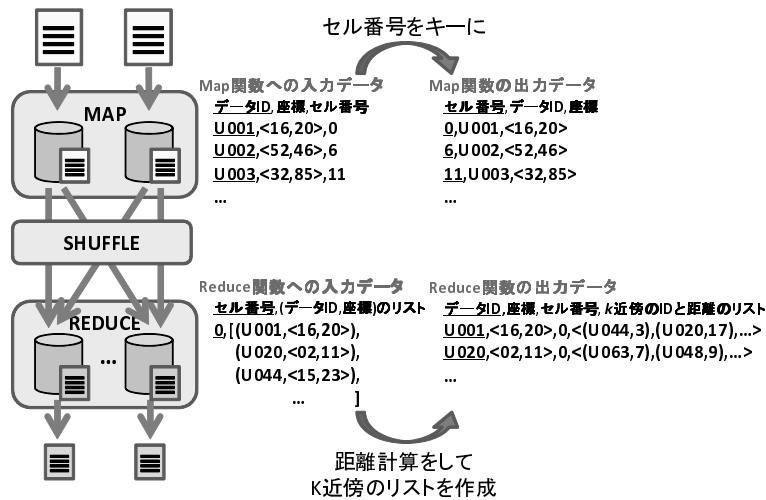 セル番号をキーに
Map関数への入力データ
データID,座標,セル番号
U001,<16,20>,0
U002,<52,46>,6
U003,<32,85>,11
…
Map関数の出力データ
セル番号,データID,座標
0,U001,<16,20>
6,U002,<52,46>
11,U003,<32,85>
…
MAP
SHUFFLE
REDUCE
…
Reduce関数への入力データ
セル番号,(データID,座標)のリスト
0,[(U001,<16,20>),
(U020,<02,11>),
(U044,<15,23>),
… ]
Reduce関数の出力データ
データID,座標,セル番号,k近傍のIDと距離のリスト
U001,<16,20>,0,<(U044,3),(U020,17),…>
U020,<02,11>,0,<(U063,7),(U048,9),…>
…
距離計算をして
K近傍のリストを作成